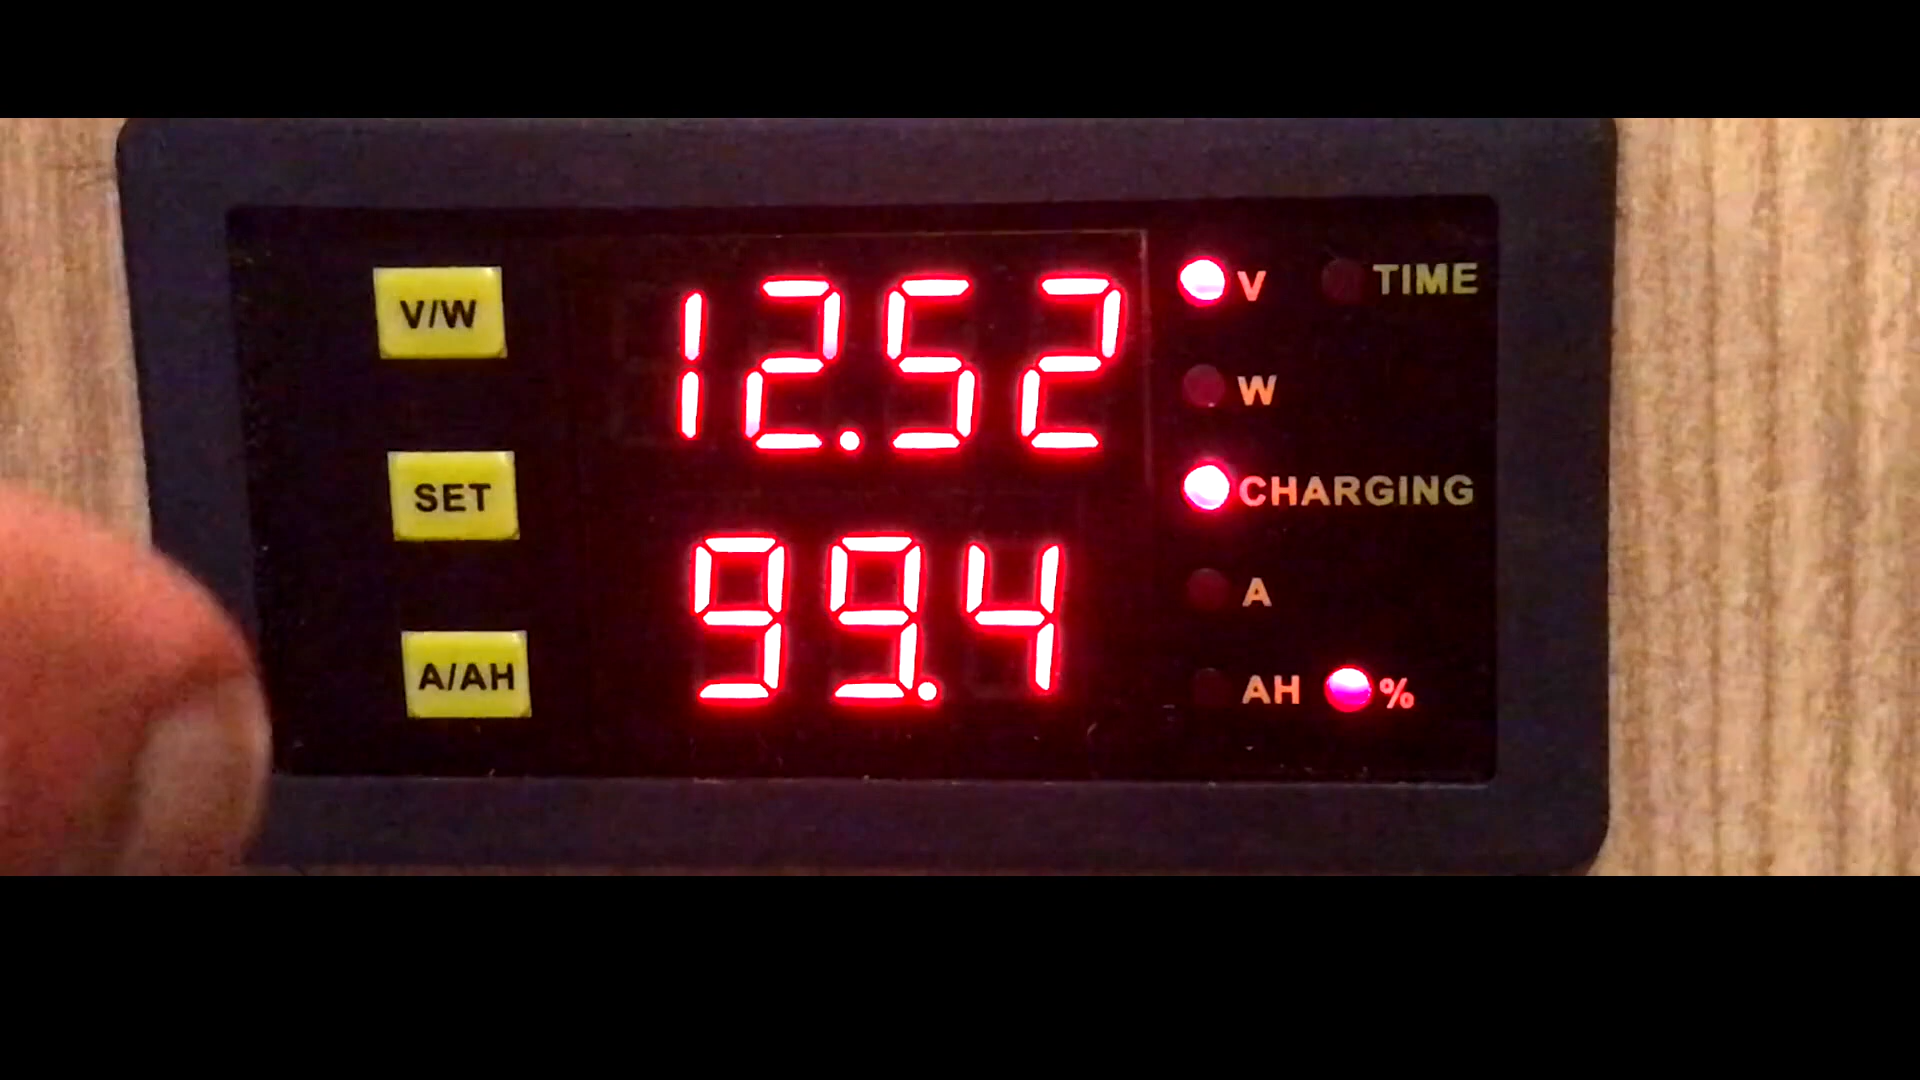 V/W 12.52 V TIME
W
SET CHARGING
99.4 A
A/AH AH %